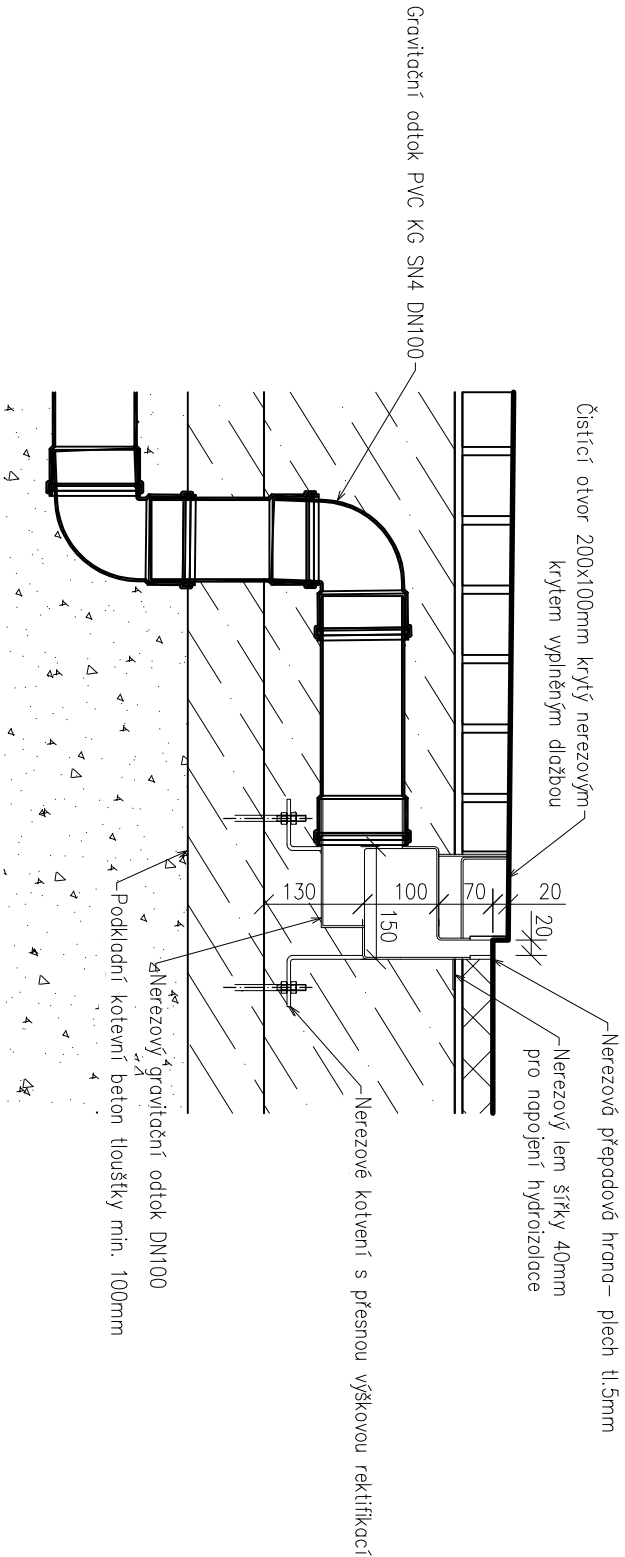 Gravitační odtok PVC KG SN4 DN100
Čistící otvor 200x100mm krytý nerezovým
krytem vyplněným dlažbou
130
100
70
20
150
20
Nerezová přepadová hrana– plech tl.5mm
Nerezový lem šířky 40mm
pro napojení hydroizolace
Nerezové kotvení s přesnou výškovou rektifikací
Nerezový gravitační odtok DN100
Podkladní kotevní beton tloušťky min. 100mm